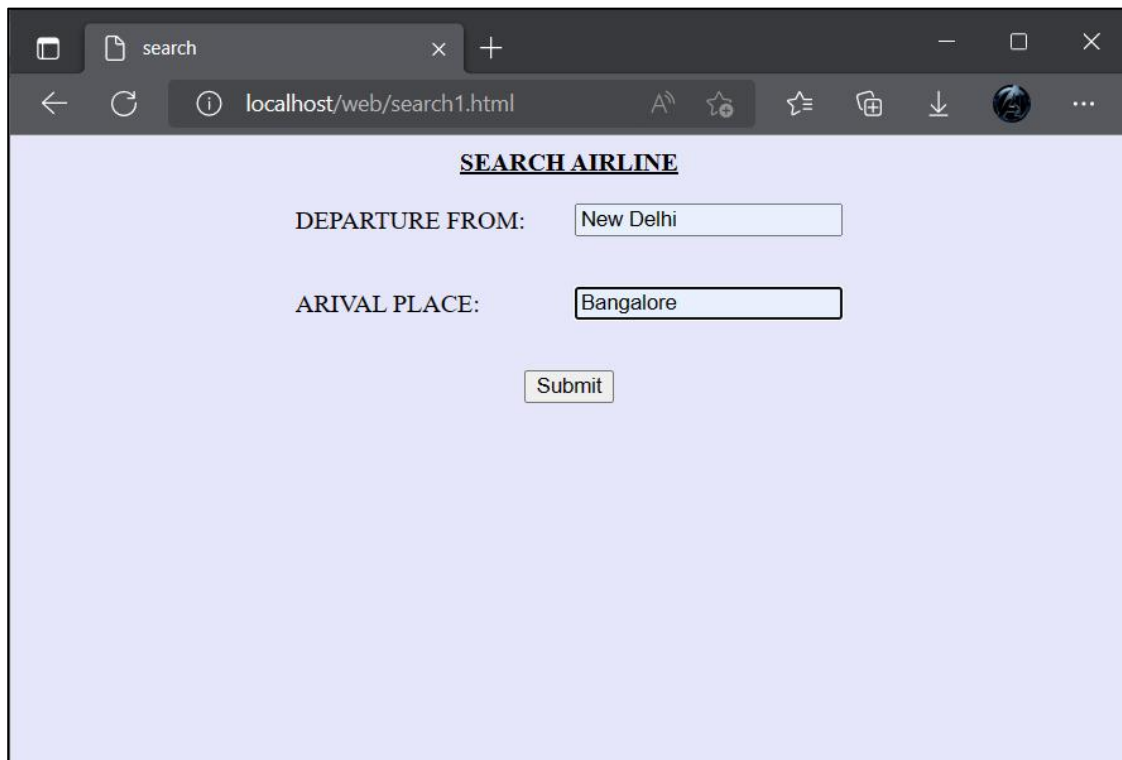 search
localhost/web/search1.html
SEARCH AIRLINE
DEPARTURE FROM: New Delhi
ARIVAL PLACE: Bangalore
Submit